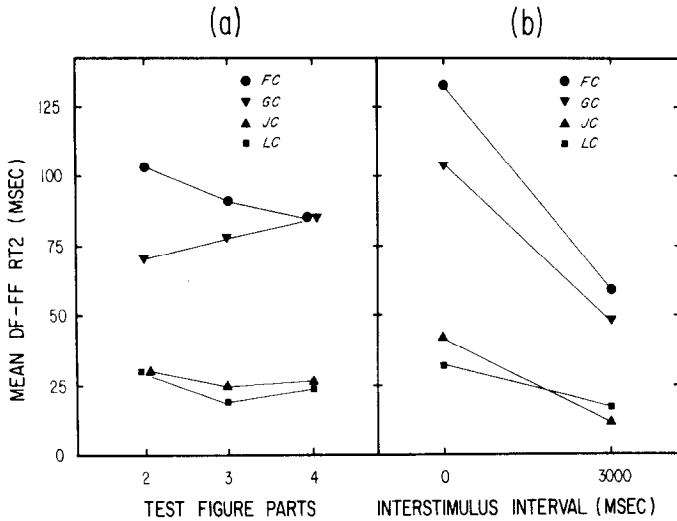 (a)
(b)
MEAN DF-FF RT2 (MSEC)
125
100
75
50
25
0
FC
GC
JC
LC
2 3 4
TEST FIGURE PARTS
FC
GC
JC
LC
0 3000
INTERSTIMULUS INTERVAL (MSEC)